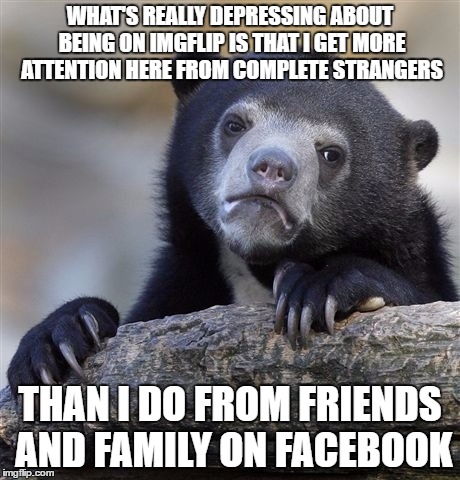 WHAT'S REALLY DEPRESSING ABOUT
BEING ON IMGFLIP IS THAT I GET MORE
ATTENTION HERE FROM COMPLETE STRANGERS
THAN I DO FROM FRIENDS
AND FAMILY ON FACEBOOK
imgflip.com